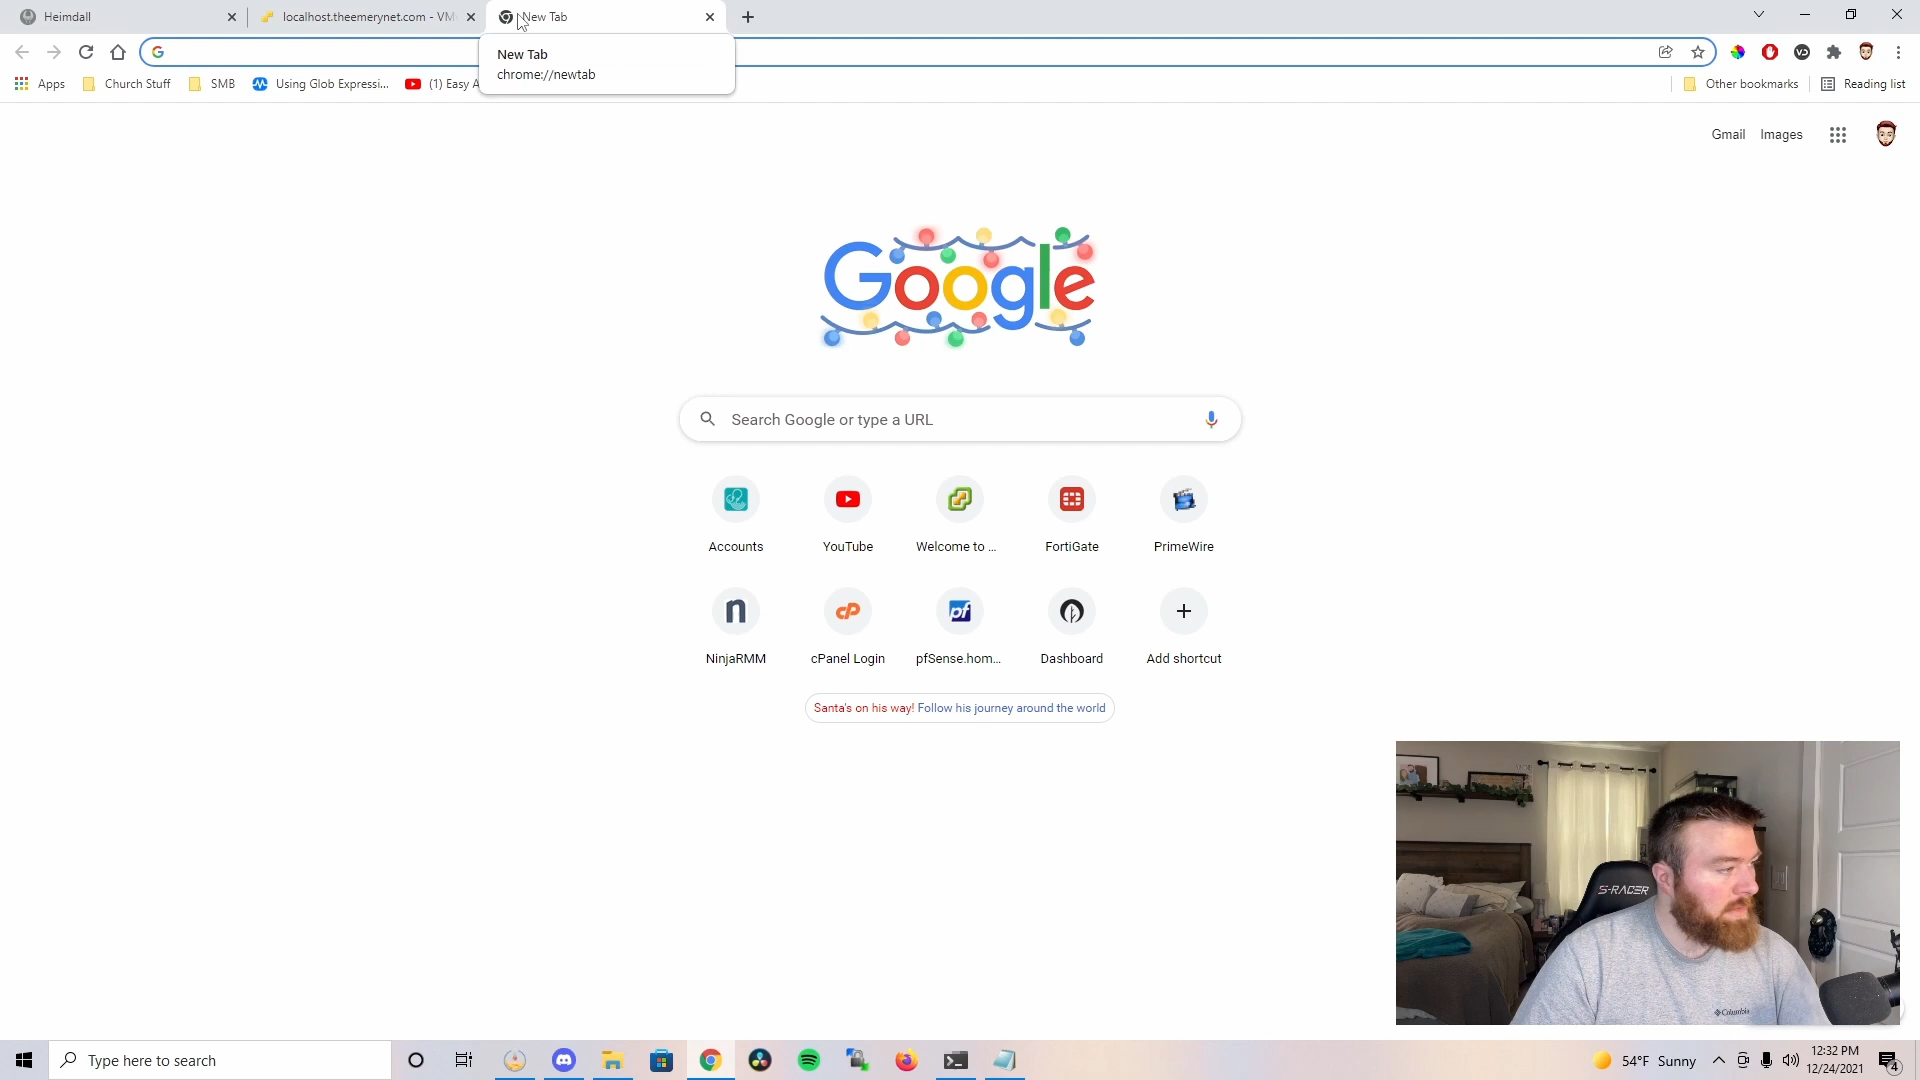 Heimdall
localhost.theemerynet.com - VM
New Tab
New Tab
chrome://newtab
Apps
Church Stuff
SMB
Using Glob Expressi...
(1) Easy A
Other bookmarks
Reading list
Gmail
Images
Google
Search Google or type a URL
Accounts
YouTube
Welcome to ...
FortiGate
PrimeWire
NinjaRMM
cPanel Login
pfSense.hom...
Dashboard
Add shortcut
Santa's on his way! Follow his journey around the world
S-RACER
Columbia
Type here to search
54°F Sunny
12:32 PM
12/24/2021
4